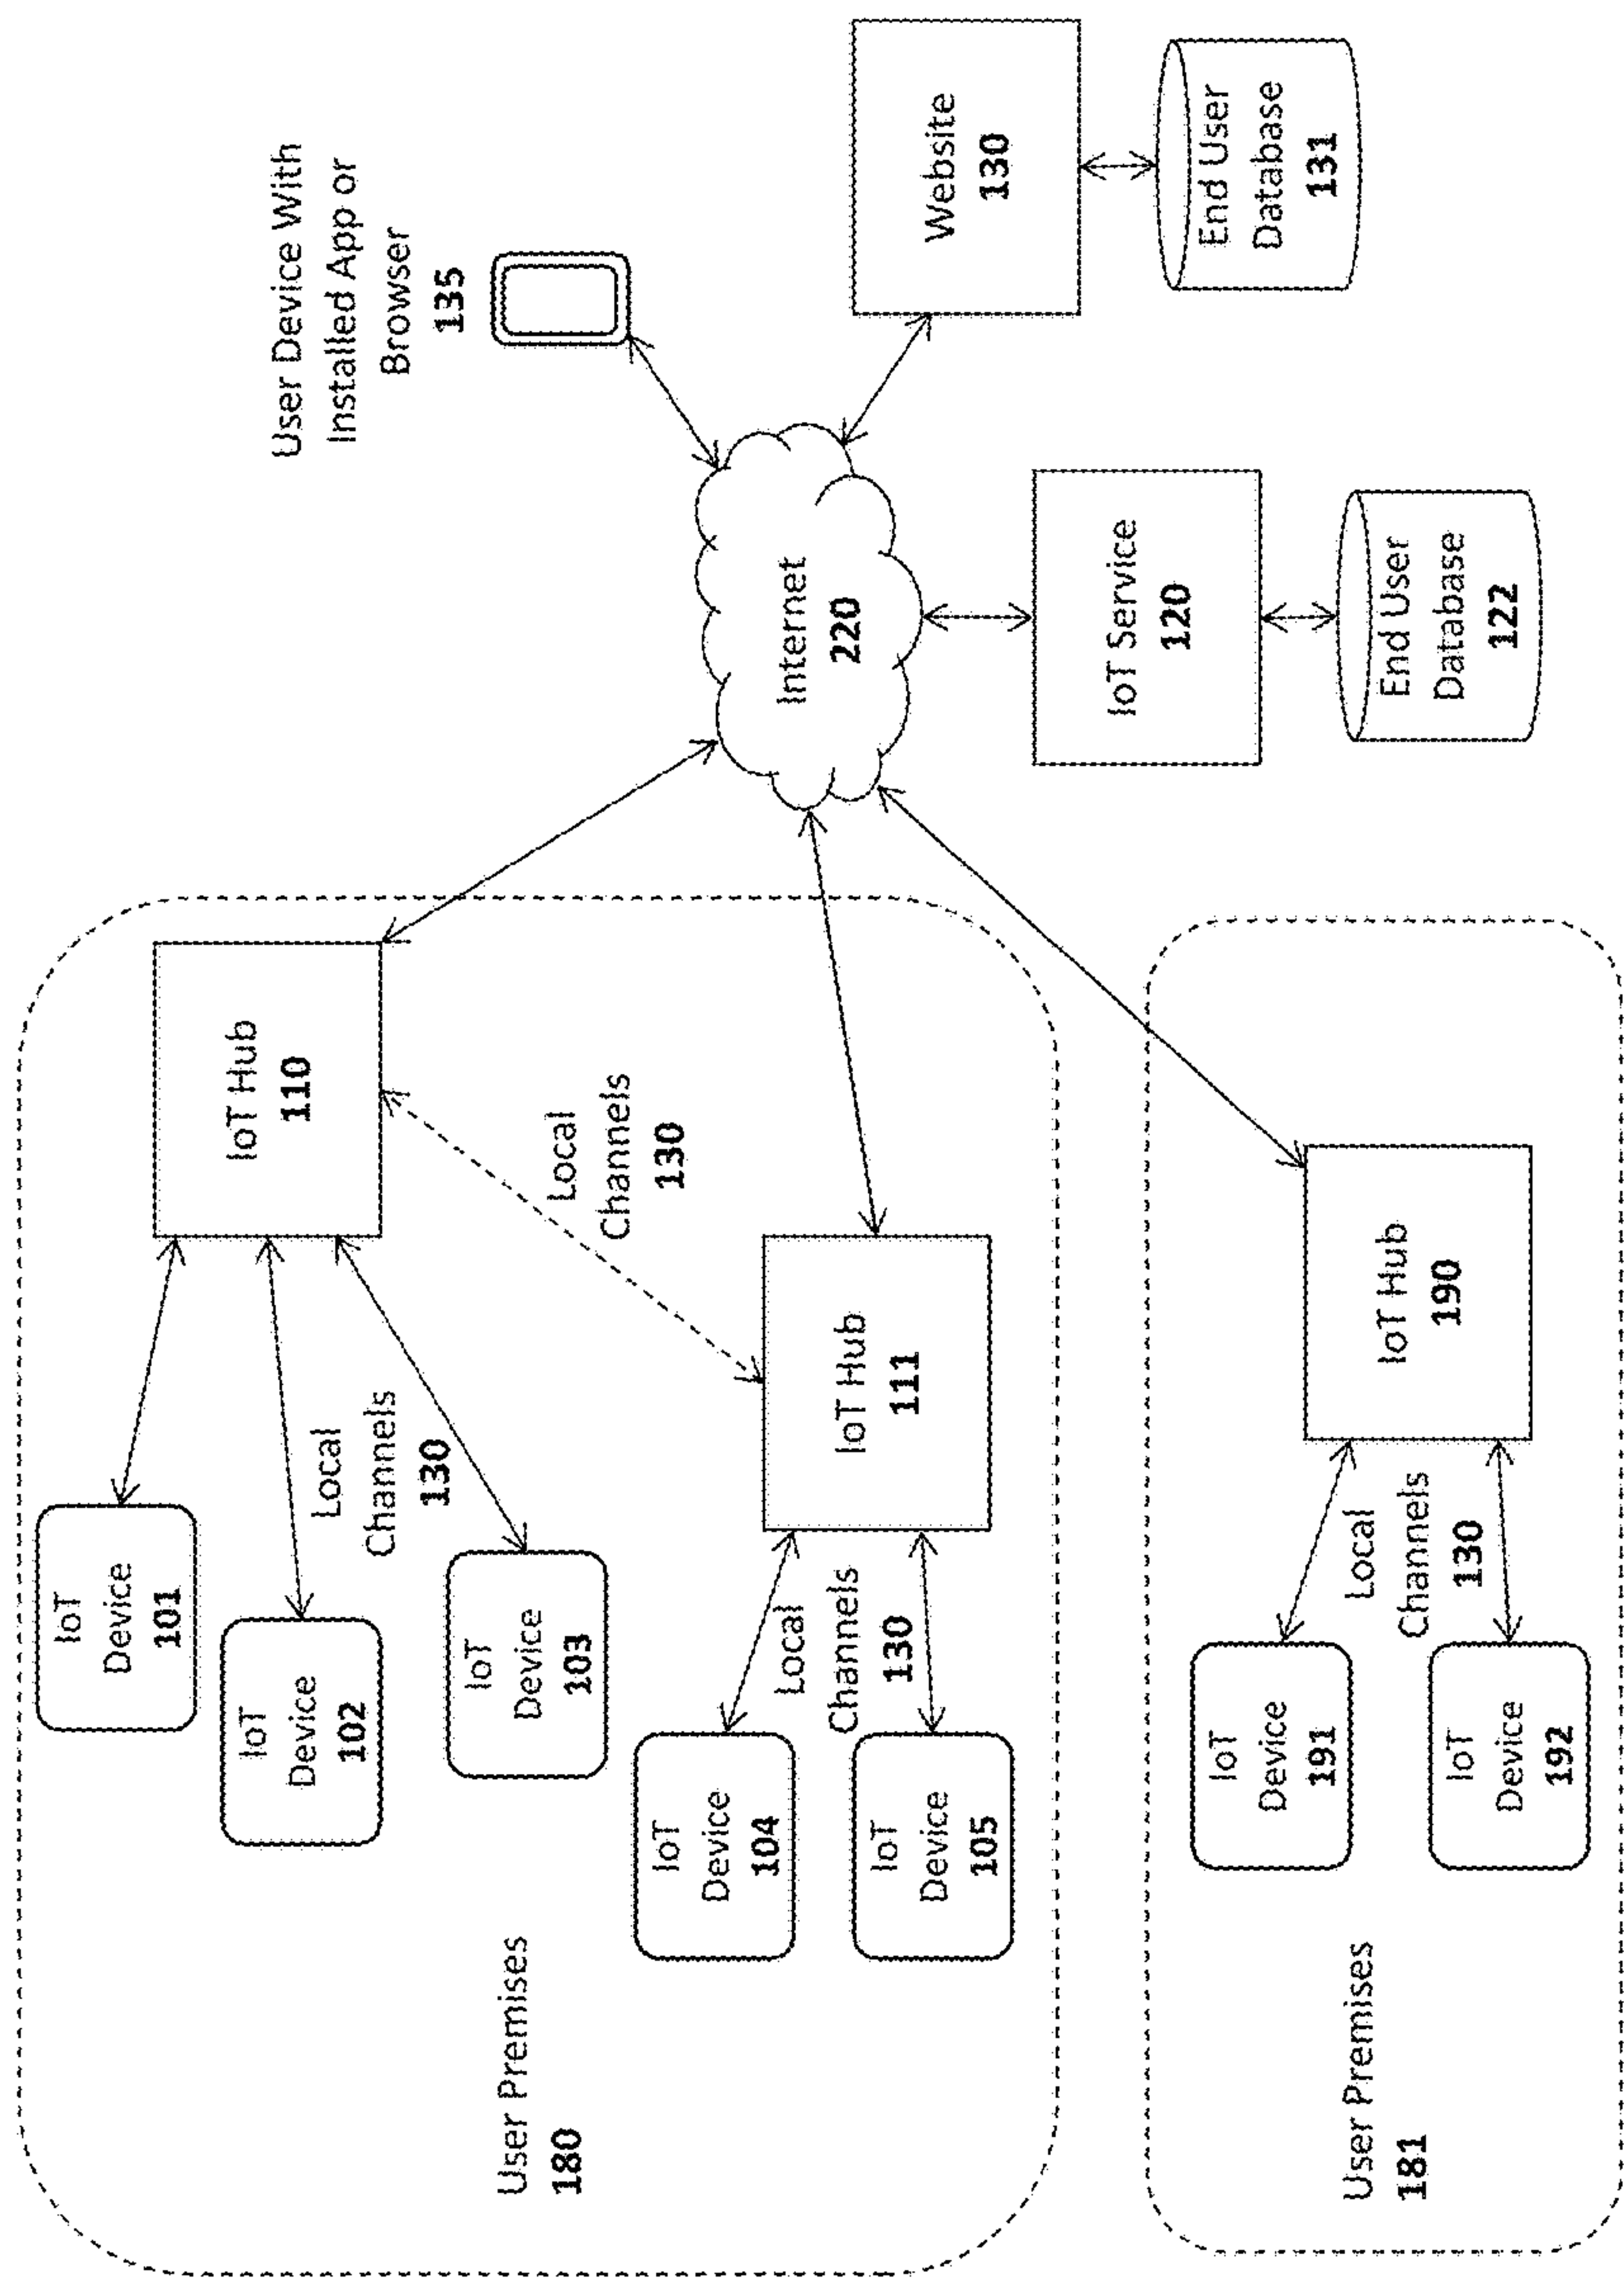 User Premises
180
IoT
Device
101
IoT
Device
102
IoT
Device
103
Local
Channels
130
IoT Hub
110
IoT
Device
104
IoT
Device
105
Local
Channels
130
IoT Hub
111
Local
Channels
130
User Premises
181
IoT
Device
191
IoT
Device
192
Local
Channels
130
IoT Hub
190
User Device With
Installed App or
Browser
135
Internet
220
IoT Service
120
End User
Database
122
Website
130
End User
Database
131